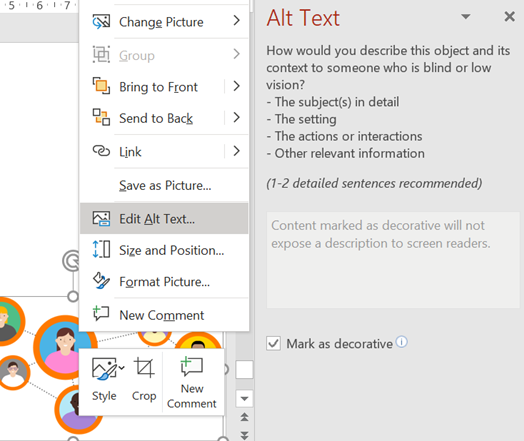 5 6 7
Change Picture
Group
Bring to Front
Send to Back
Link
Save as Picture...
Edit Alt Text...
Size and Position...
Format Picture...
New Comment
Style
Crop
New
Comment
Alt Text
How would you describe this object and its
context to someone who is blind or low
vision?
- The subject(s) in detail
- The setting
- The actions or interactions
- Other relevant information
(1-2 detailed sentences recommended)
Content marked as decorative will not
expose a description to screen readers.
Mark as decorative